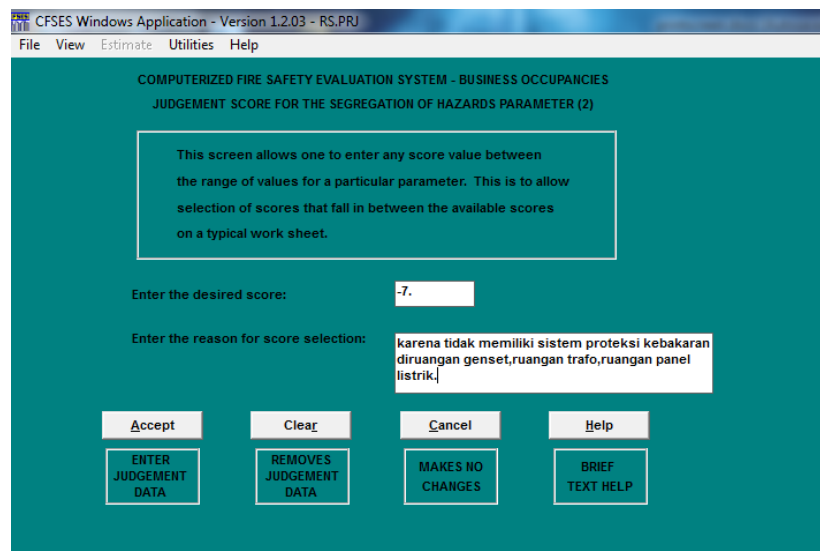 CFSES Windows Application - Version 1.2.03 - RS.PRJ
File View Estimate Utilities Help
COMPUTERIZED FIRE SAFETY EVALUATION SYSTEM - BUSINESS OCCUPANCIES
JUDGEMENT SCORE FOR THE SEGREGATION OF HAZARDS PARAMETER (2)
This screen allows one to enter any score value between
the range of values for a particular parameter. This is to allow
selection of scores that fall in between the available scores
on a typical work sheet.
Enter the desired score: -7.
Enter the reason for score selection:
karena tidak memiliki sistem proteksi kebakaran
diruangan genset,ruangan trafo,ruangan panel
listrik.
Accept Clear Cancel Help
ENTER
JUDGEMENT
DATA
REMOVES
JUDGEMENT
DATA
MAKES NO
CHANGES
BRIEF
TEXT HELP